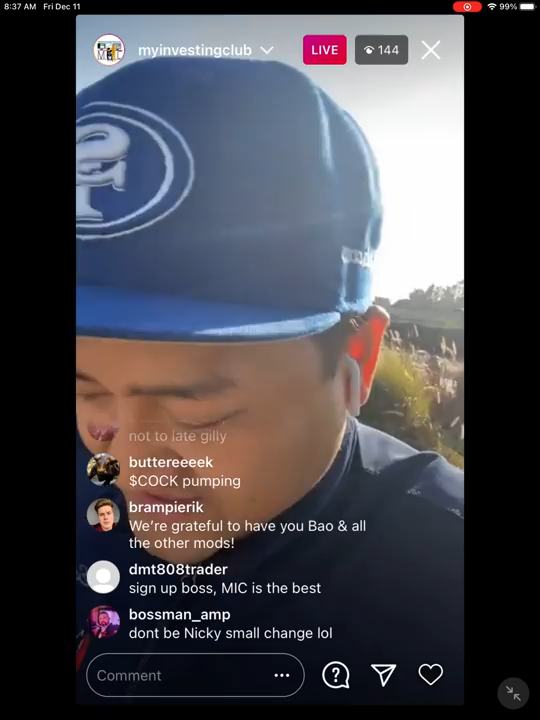 8:37 AM Fri Dec 11
99%
myinvestingclub
LIVE
144
SF
not to late gilly
buttereeeek
$COCK pumping
brampierik
We're grateful to have you Bao & all
the other mods!
dmt808trader
sign up boss, MIC is the best
bossman_amp
dont be Nicky small change lol
Comment